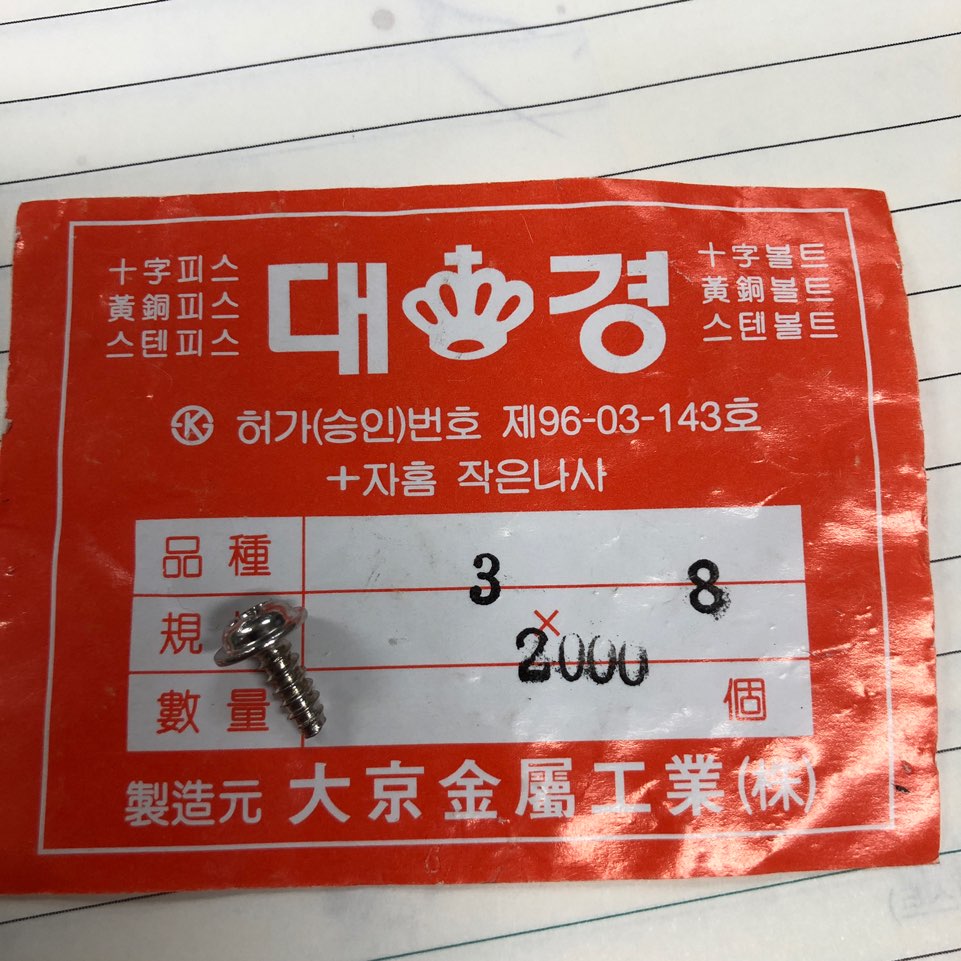 十字피스
黃銅피스
스텐피스
대경
十字볼트
黃銅볼트
스텐볼트
K 허가(승인)번호 제96-03-143호
+자홈 작은나사
品種
3 × 8
規
2000
數量 個
製造元 大京金屬工業(株)